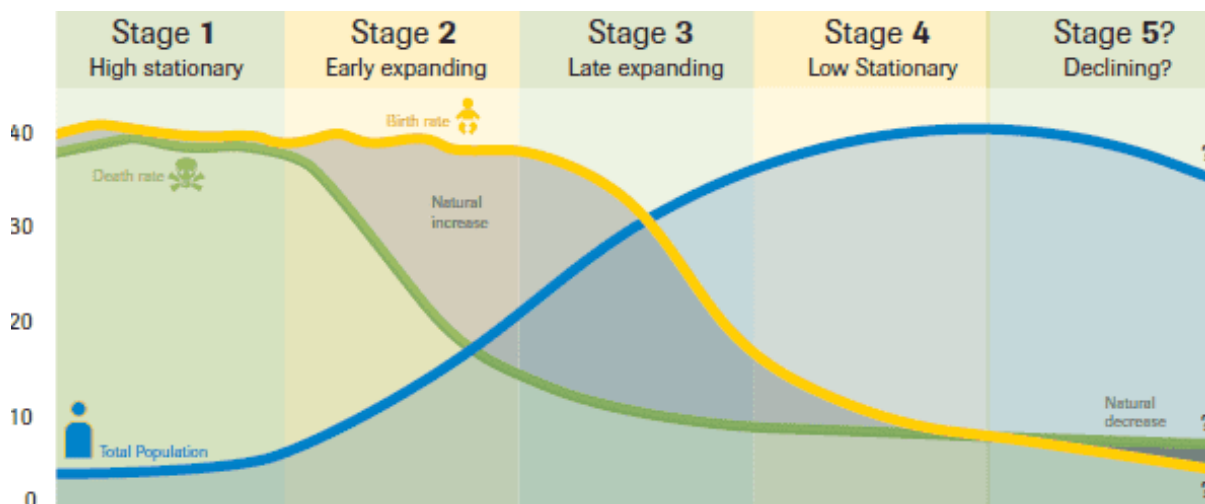 Stage 1
High stationary
Stage 2
Early expanding
Stage 3
Late expanding
Stage 4
Low Stationary
Stage 5?
Declining?
40
30
20
10
0
Birth rate
Death rate
Natural
increase
Total Population
Natural
decrease
?
?
?